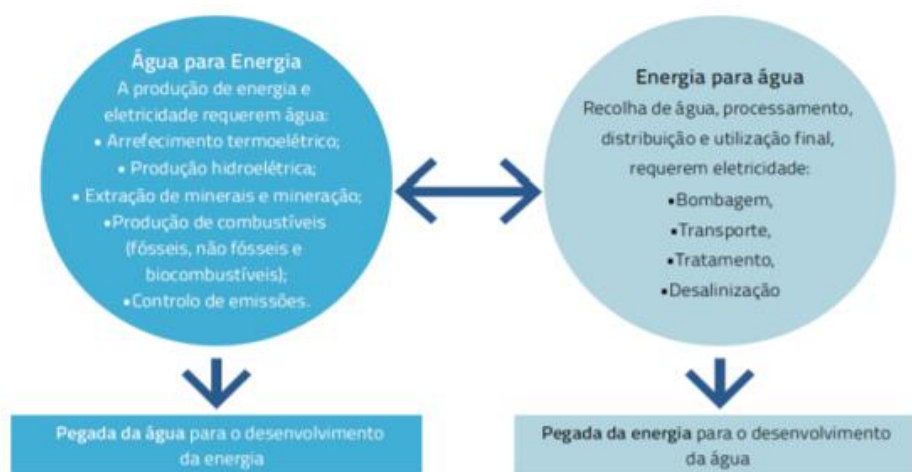 Água para Energia
A produção de energia e
eletricidade requerem água:
• Arrefecimento termoelétrico;
• Produção hidroelétrica;
• Extração de minerais e mineração;
•Produção de combustíveis
(fósseis, não fósseis e
biocombustíveis);
•Controlo de emissões.
Pegada da água para o desenvolvimento
da energia
Energia para água
Recolha de água, processamento,
distribuição e utilização final,
requerem eletricidade:
•Bombagem,
•Transporte,
•Tratamento,
•Desalinização
Pegada da energia para o desenvolvimento
da água